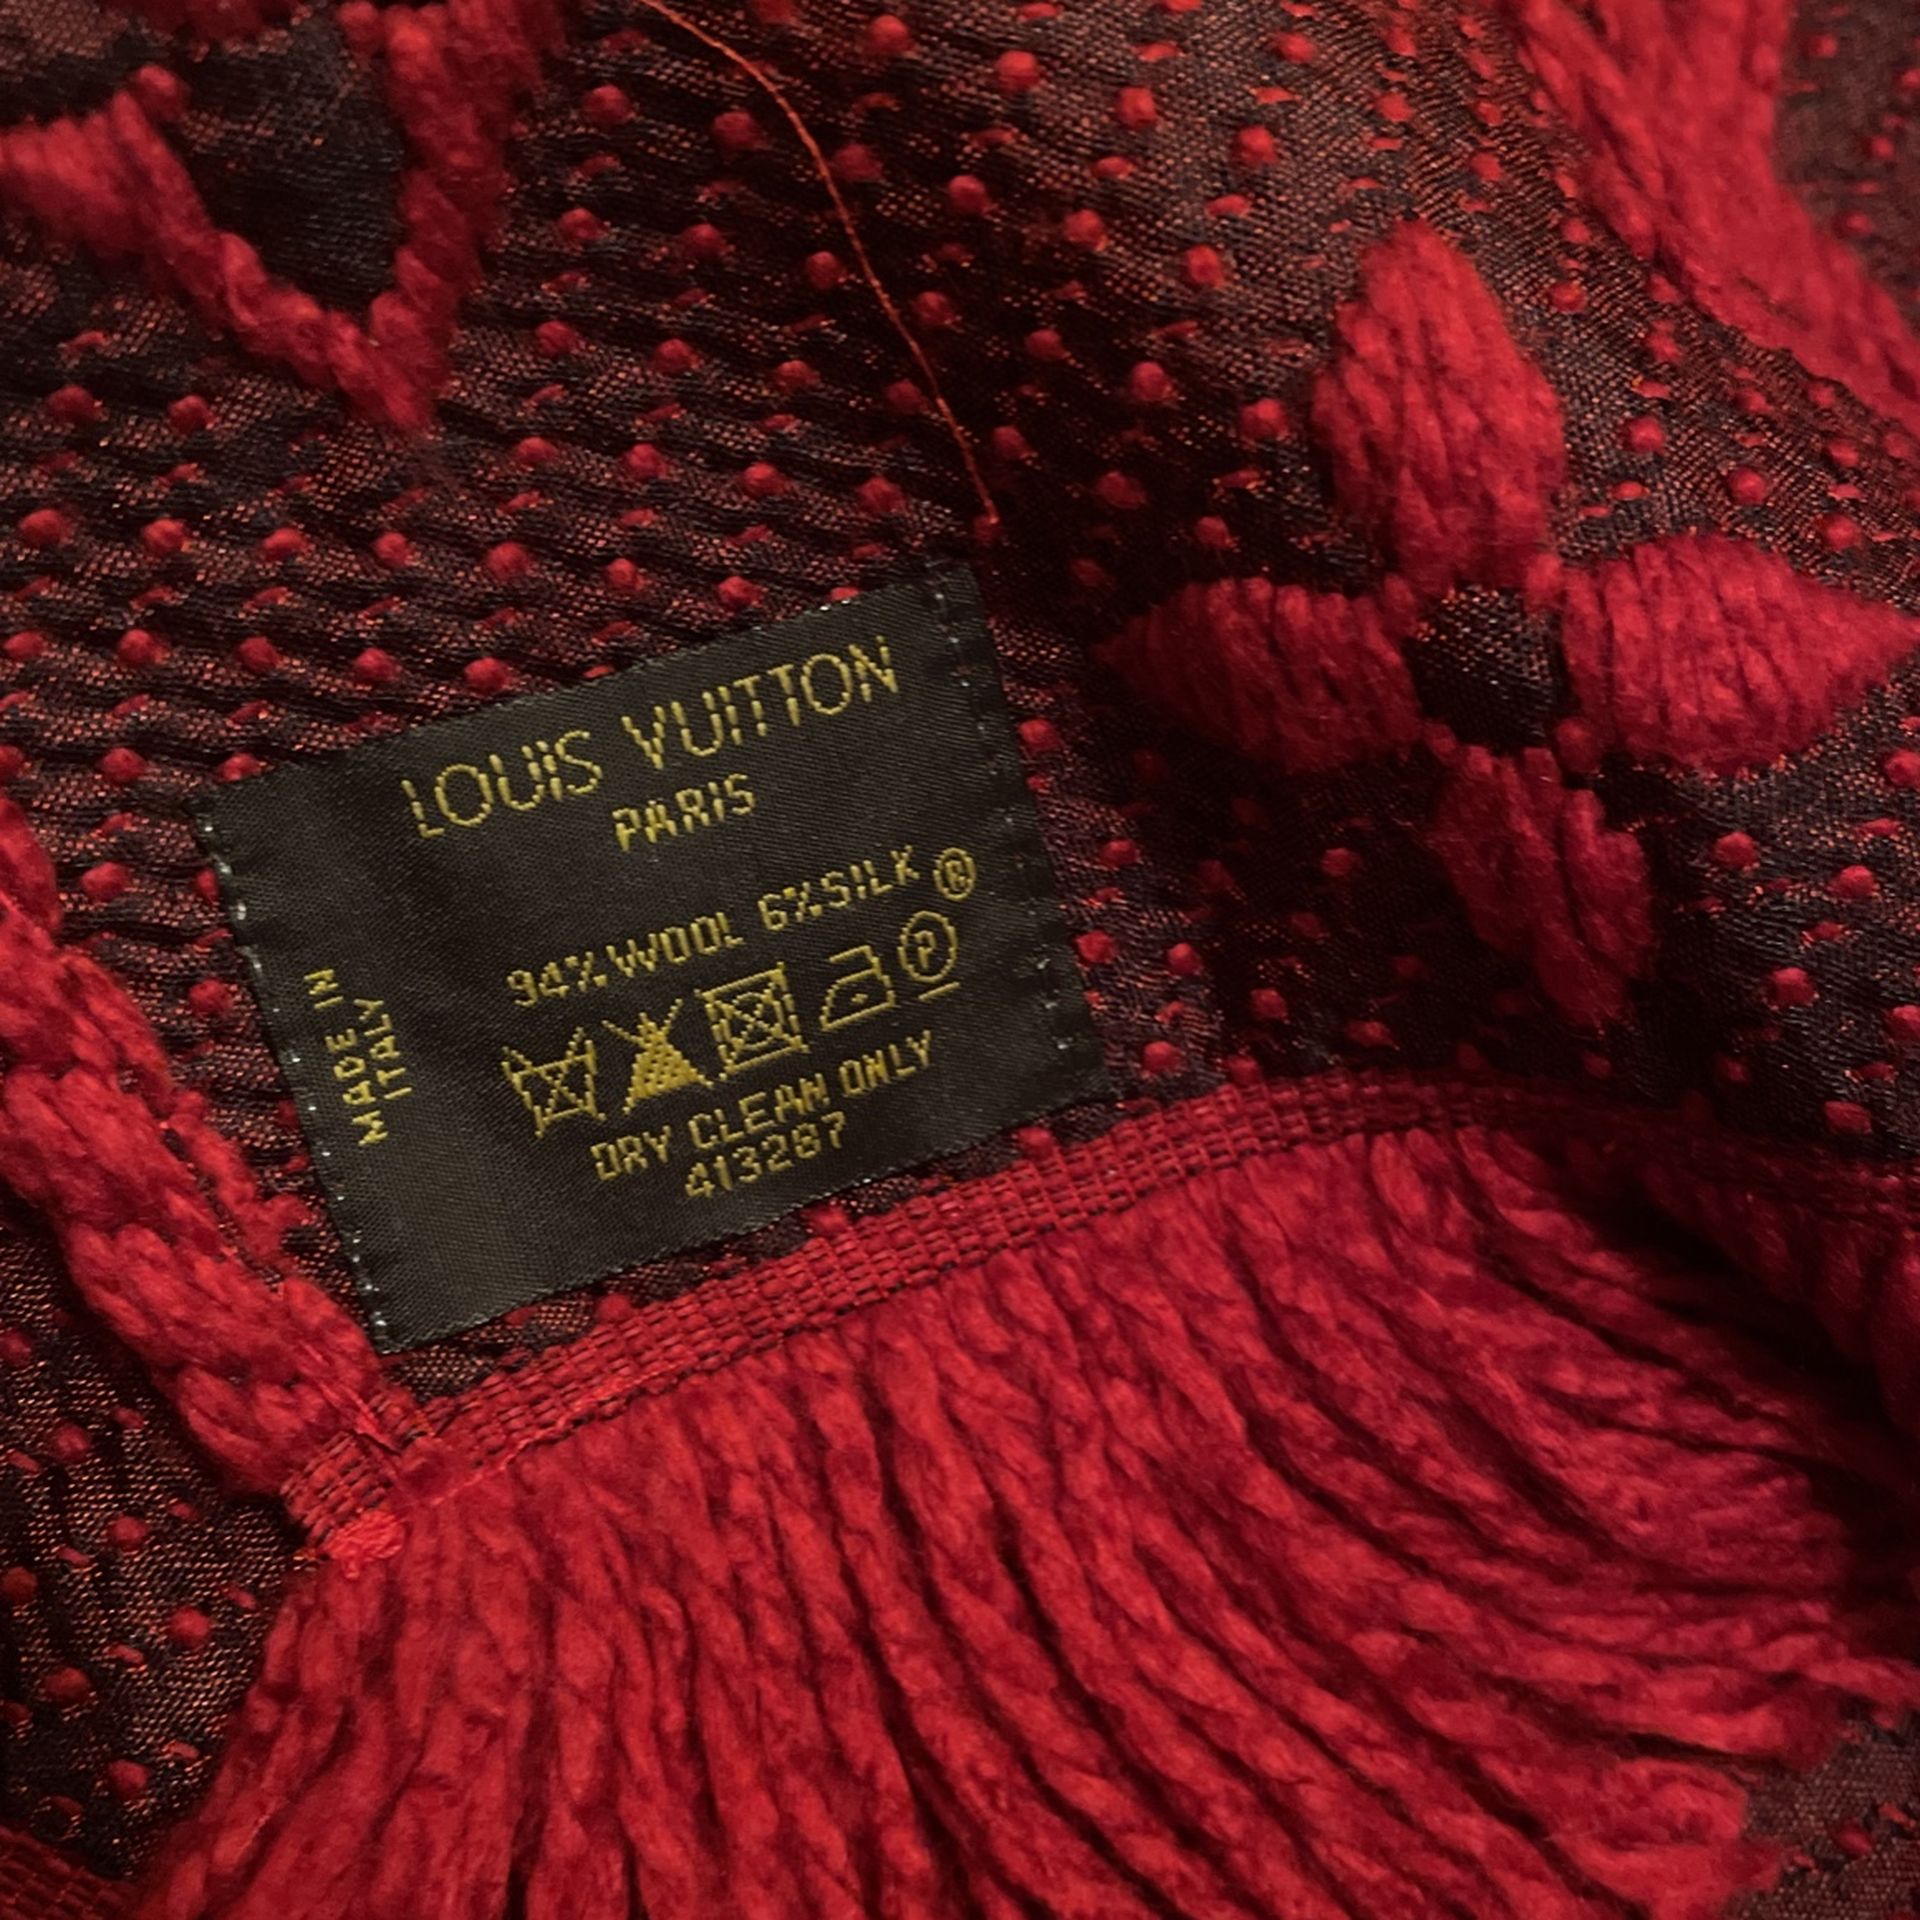 LOUIS VUITTON
PARIS
94% WOOL 6% SILK ®
P
DRY CLEAN ONLY
413287
MADE IN
ITALY